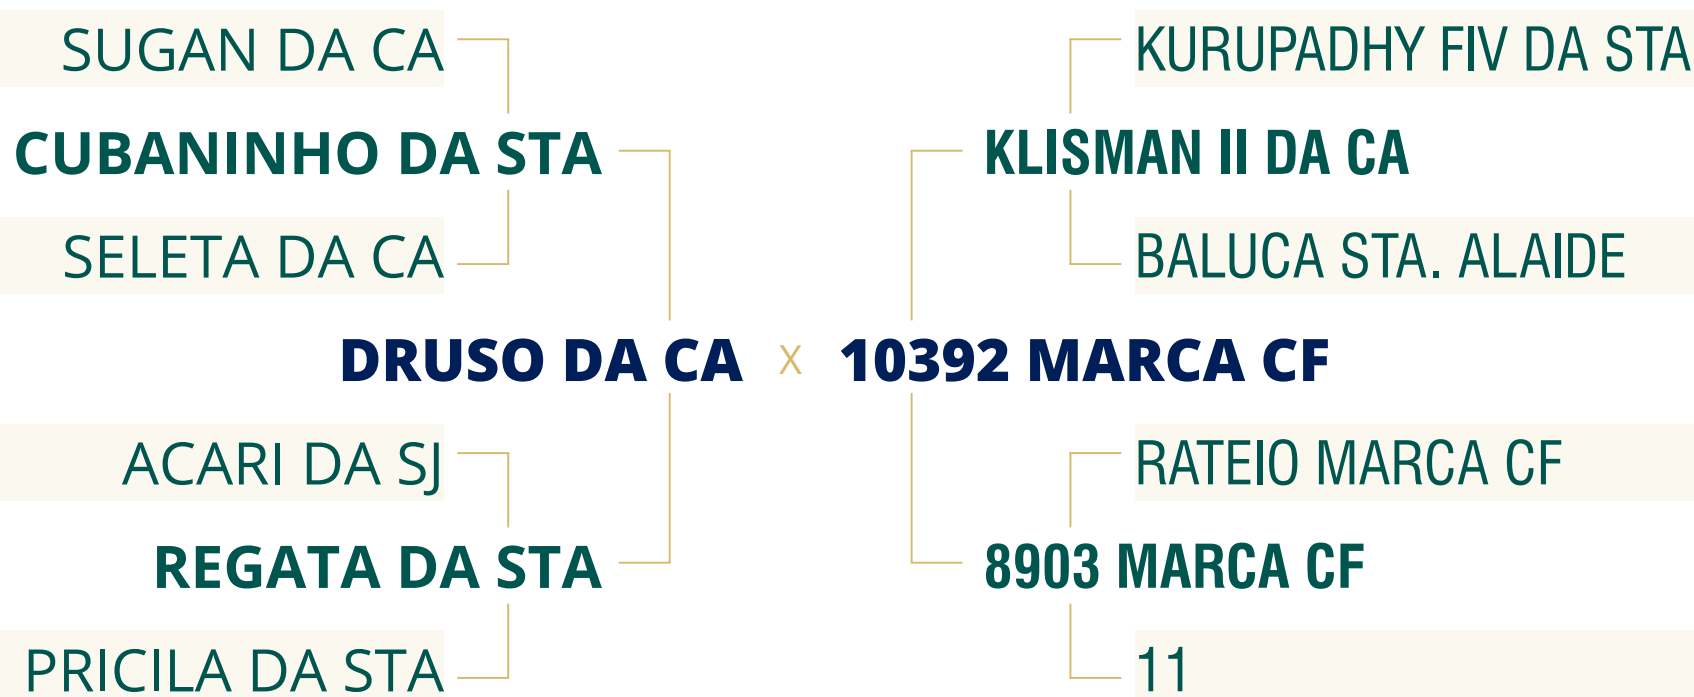 SUGAN DA CA
KURUPADHY FIV DA STA
CUBANINHO DA STA
KLISMAN II DA CA
SELETA DA CA
BALUCA STA. ALAIDE
DRUSO DA CA X 10392 MARCA CF
ACARI DA SJ
RATEIO MARCA CF
REGATA DA STA
8903 MARCA CF
PRICILA DA STA
11